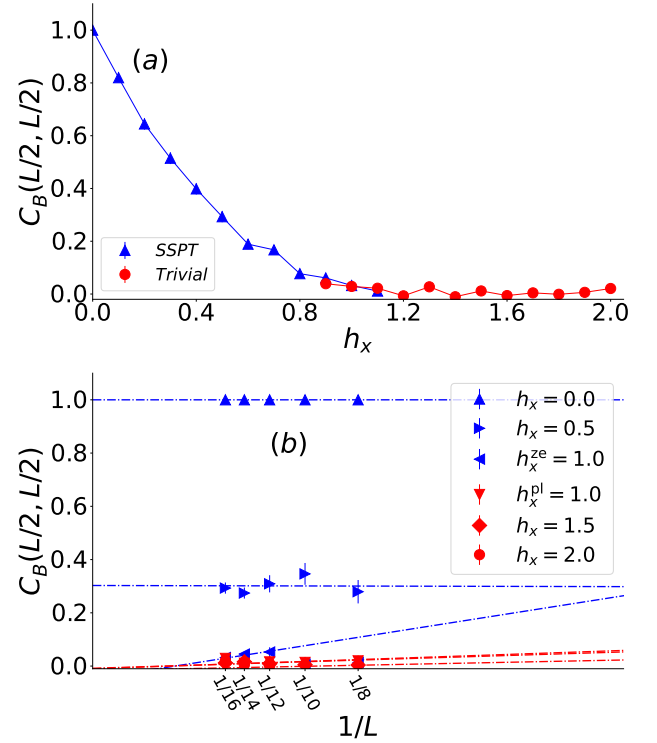 (a)
C_B(L/2, L/2)
1.0
0.8
0.6
0.4
0.2
0.0
SSPT
Trivial
0.0 0.4 0.8 1.2 1.6 2.0
h_x
(b)
C_B(L/2, L/2)
1.0
0.8
0.6
0.4
0.2
0.0
h_x = 0.0
h_x = 0.5
h_x^ze = 1.0
h_x^pl = 1.0
h_x = 1.5
h_x = 2.0
1/16 1/14 1/12 1/10 1/8
1/L